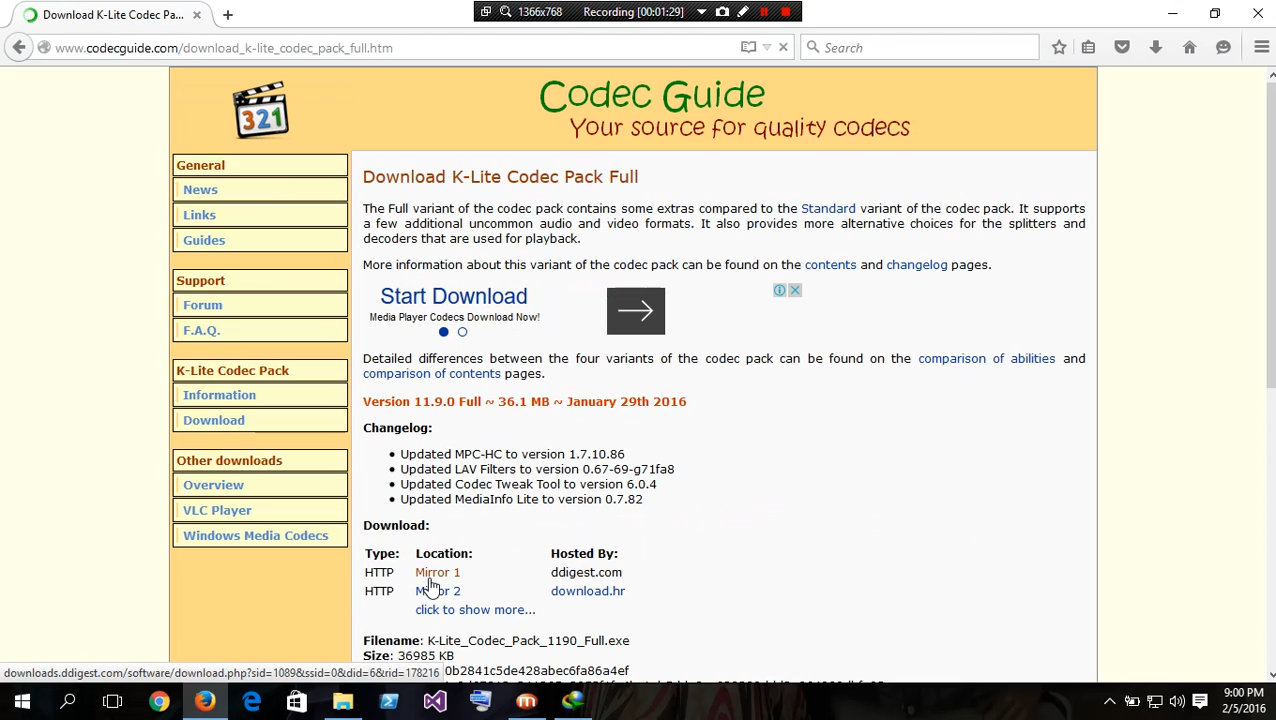 Download K-Lite Codec Pa...
1366x768
Recording [00:01:29]
www.codecguide.com/download_k-lite_codec_pack_full.htm
Search
321
Codec Guide
Your source for quality codecs
General
News
Links
Guides
Support
Forum
F.A.Q.
K-Lite Codec Pack
Information
Download
Other downloads
Overview
VLC Player
Windows Media Codecs
Download K-Lite Codec Pack Full
The Full variant of the codec pack contains some extras compared to the Standard variant of the codec pack. It supports
a few additional uncommon audio and video formats. It also provides more alternative choices for the splitters and
decoders that are used for playback.
More information about this variant of the codec pack can be found on the contents and changelog pages.
Start Download
Media Player Codecs Download Now!
Detailed differences between the four variants of the codec pack can be found on the comparison of abilities and
comparison of contents pages.
Version 11.9.0 Full ~ 36.1 MB ~ January 29th 2016
Changelog:
• Updated MPC-HC to version 1.7.10.86
• Updated LAV Filters to version 0.67-69-g71fa8
• Updated Codec Tweak Tool to version 6.0.4
• Updated MediaInfo Lite to version 0.7.82
Download:
Type: Location: Hosted By:
HTTP Mirror 1 ddigest.com
HTTP Mirror 2 download.hr
click to show more...
Filename: K-Lite_Codec_Pack_1190_Full.exe
Size: 36985 KB
0b2841c5de428abec6fa86a4ef
downloads.ddigest.com/software/download.php?sid=1089&ssid=0&did=6&rid=178216
9:00 PM
2/5/2016